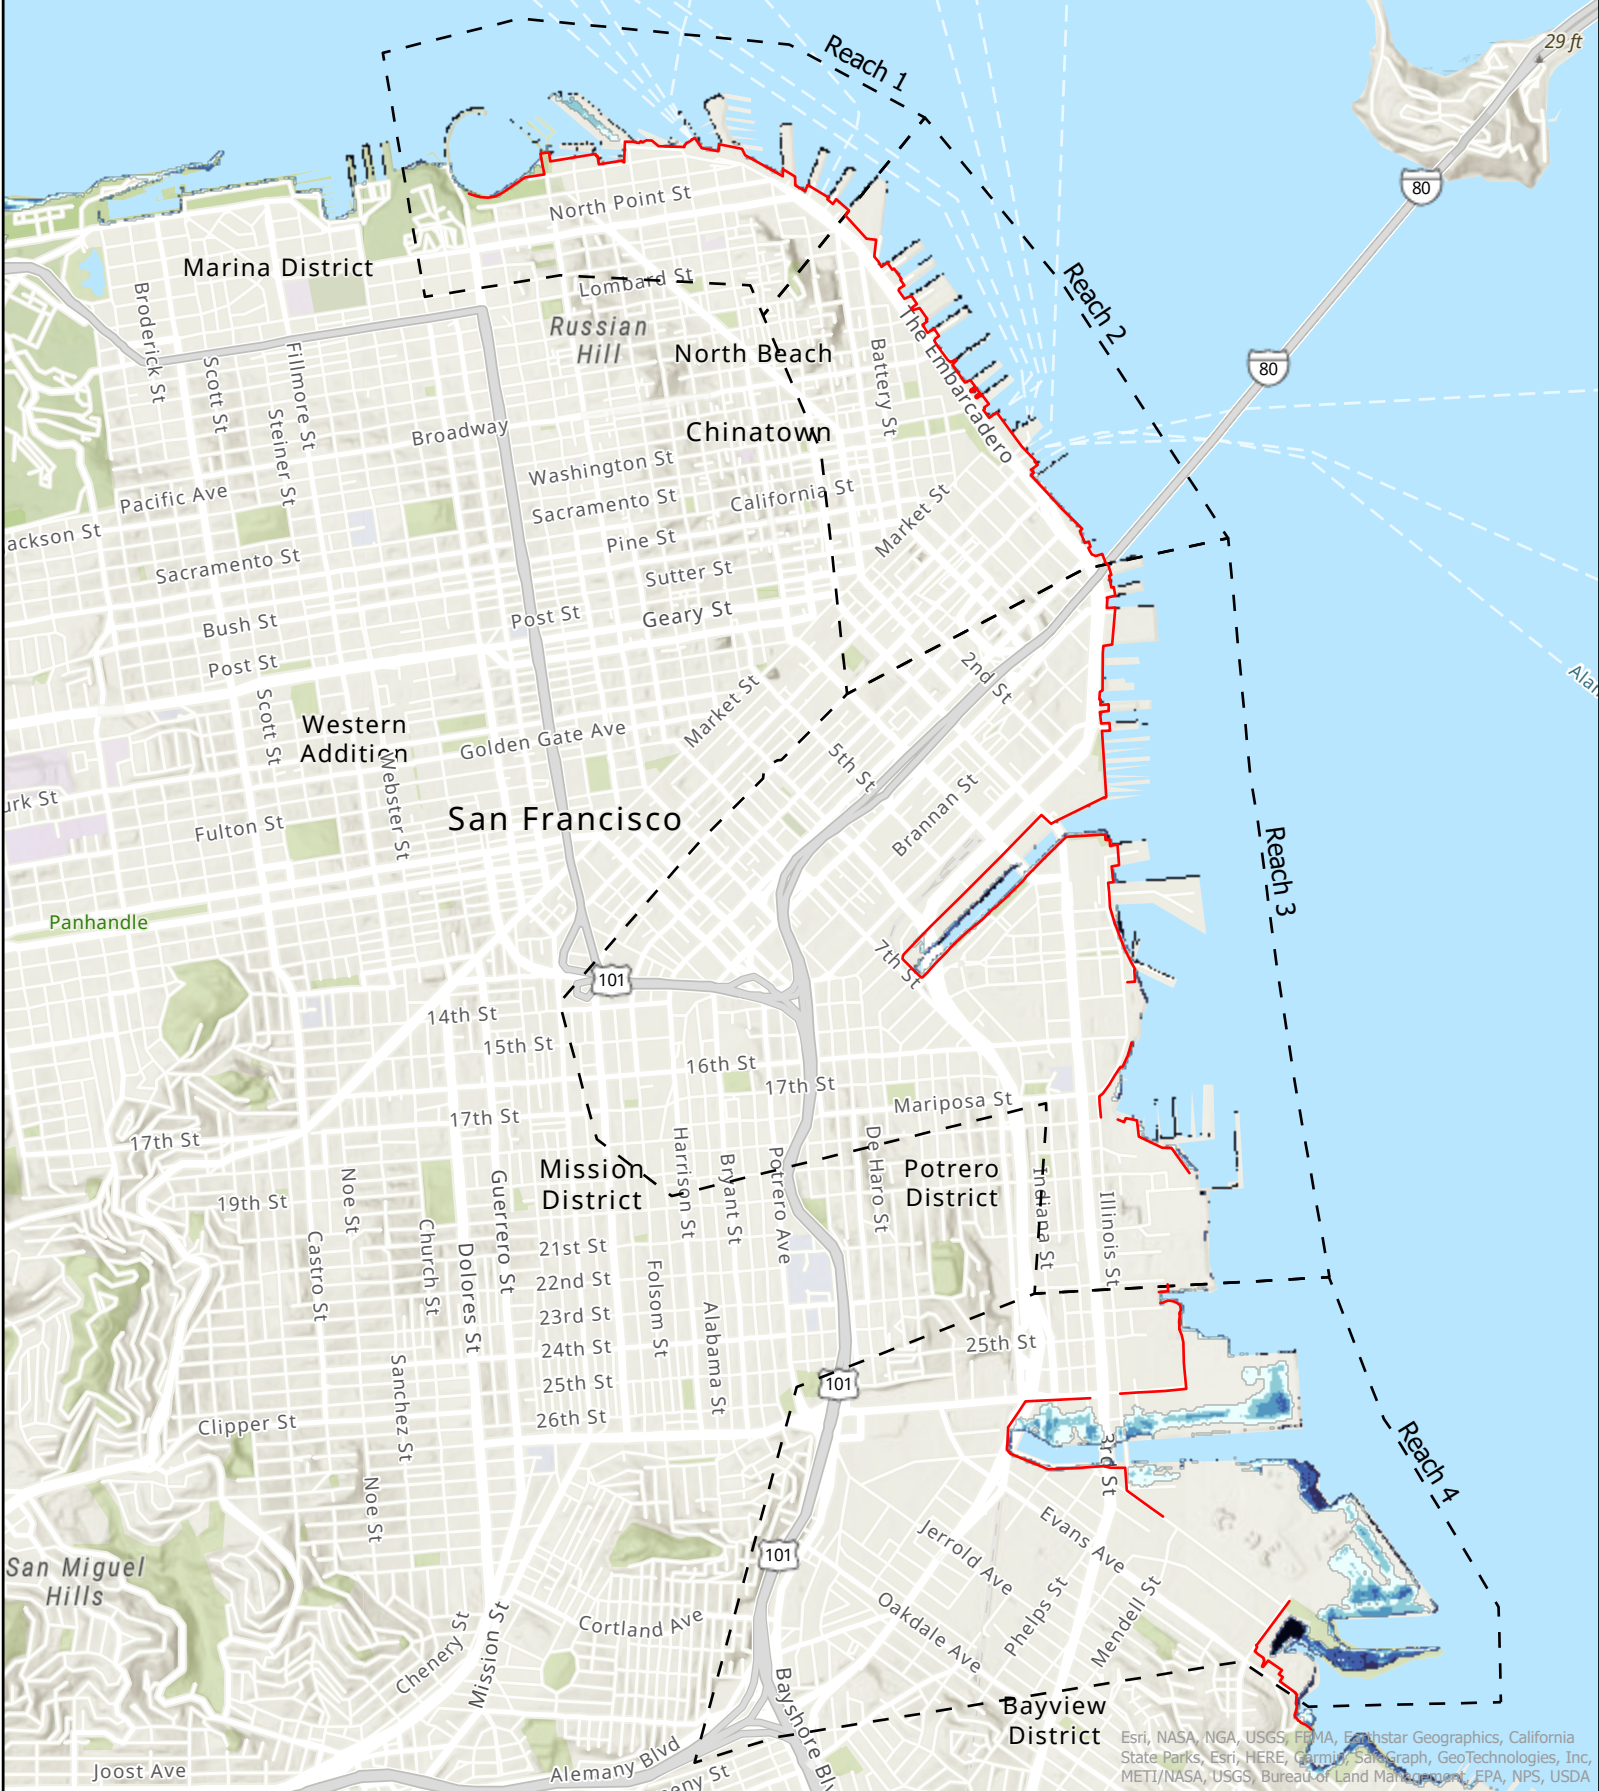 29 ft
Reach 1
80
North Point St
Marina District
Lombard St
Reach 2
Broderick St
Russian
Hill
North Beach
The Embarcadero
80
Scott St
Fillmore St
Battery St
Steiner St
Broadway
Chinatown
Washington St
Pacific Ave
Sacramento St
California St
Market St
ackson St
Pine St
Sacramento St
Sutter St
Bush St
Post St
Geary St
Post St
2nd St
Alan
Scott St
Western
Addition
Market St
Golden Gate Ave
5th St
Webster St
urk St
Fulton St
San Francisco
Brannan St
Reach 3
Panhandle
7th St
101
14th St
15th St
16th St
17th St
Mariposa St
17th St
17th St
Mission
District
Harrison St
Bryant St
Potrero Ave
De Haro St
Potrero
District
Indiana St
Illinois St
19th St
Noe St
Castro St
Church St
Dolores St
Guerrero St
21st St
22nd St
23rd St
24th St
25th St
26th St
Folsom St
Alabama St
25th St
101
Sanchez St
Clipper St
Noe St
3rd St
Reach 4
Evans Ave
Jerrold Ave
101
San Miguel
Hills
Phelps St
Mendell St
Oakdale Ave
Cortland Ave
Chenery St
Mission St
Bayshore Blv
Bayview
District
Alemany Blvd
eny St
Joost Ave
Esri, NASA, NGA, USGS, FEMA, Earthstar Geographics, California
State Parks, Esri, HERE, Garmin, SafeGraph, GeoTechnologies, Inc,
METI/NASA, USGS, Bureau of Land Management, EPA, NPS, USDA